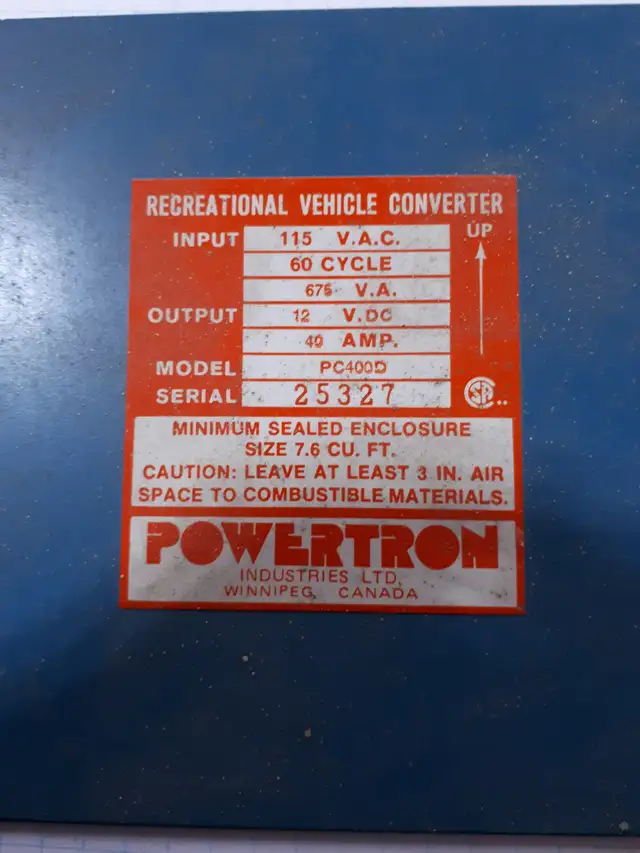 RECREATIONAL VEHICLE CONVERTER
UP
INPUT 115 V.A.C.
60 CYCLE
675 V.A.
OUTPUT 12 V.DC
40 AMP.
MODEL PC400D
SERIAL 25327
MINIMUM SEALED ENCLOSURE
SIZE 7.6 CU. FT.
CAUTION: LEAVE AT LEAST 3 IN. AIR
SPACE TO COMBUSTIBLE MATERIALS.
POWERTRON
INDUSTRIES LTD.
WINNIPEG, CANADA